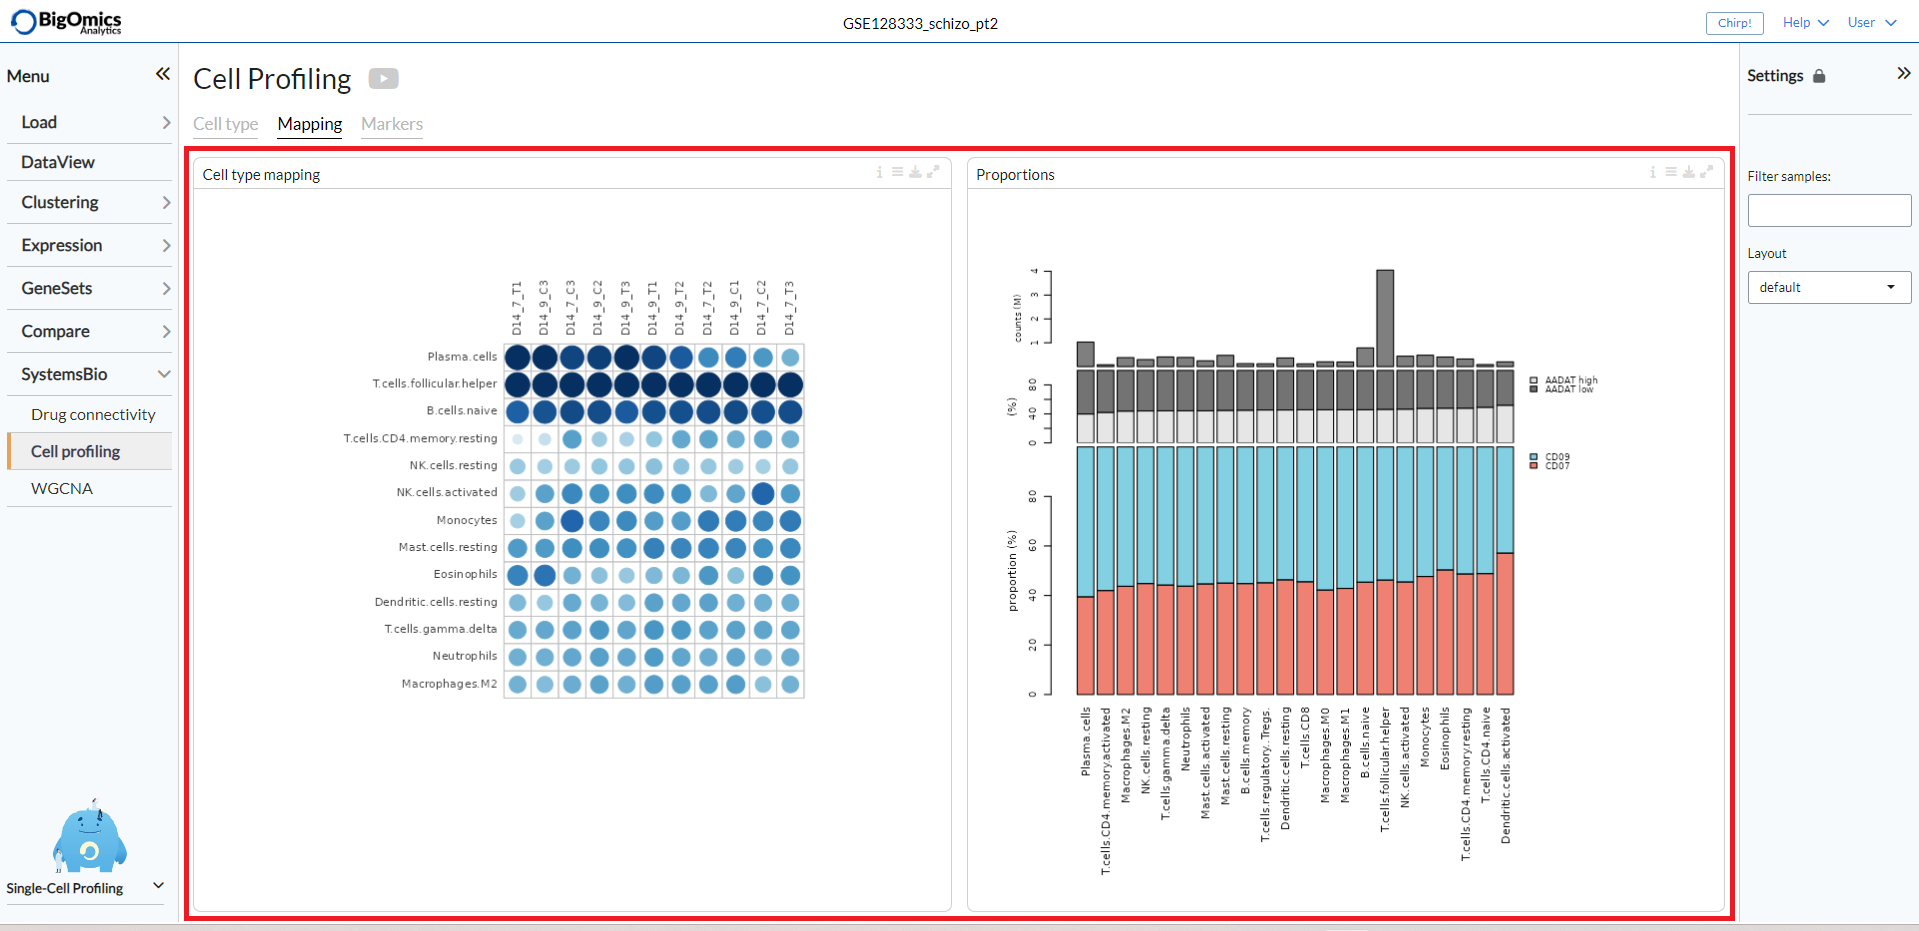 BigOmics
Analytics
GSE128333_schizo_pt2
Chirp!
Help
User
Menu
Load
DataView
Clustering
Expression
GeneSets
Compare
SystemsBio
Drug connectivity
Cell profiling
WGCNA
Single-Cell Profiling
Cell Profiling
Cell type
Mapping
Markers
Cell type mapping
D14_7_T1
D14_9_C3
D14_7_C3
D14_9_C2
D14_9_T3
D14_9_T1
D14_9_T2
D14_7_T2
D14_9_C1
D14_7_C2
D14_7_T3
Plasma.cells
T.cells.follicular.helper
B.cells.naive
T.cells.CD4.memory.resting
NK.cells.resting
NK.cells.activated
Monocytes
Mast.cells.resting
Eosinophils
Dendritic.cells.resting
T.cells.gamma.delta
Neutrophils
Macrophages.M2
Proportions
counts (M)
4
3
2
1
(%)
80
40
0
AADAT high
AADAT low
CD09
CD07
proportion (%)
80
60
40
20
0
Plasma.cells
T.cells.CD4.memory.activated
Macrophages.M2
NK.cells.resting
T.cells.gamma.delta
Neutrophils
Mast.cells.activated
Mast.cells.resting
B.cells.memory
T.cells.regulatory..Tregs.
Dendritic.cells.resting
T.cells.CD8
Macrophages.M0
Macrophages.M1
B.cells.naive
T.cells.follicular.helper
NK.cells.activated
Monocytes
Eosinophils
T.cells.CD4.memory.resting
T.cells.CD4.naive
Dendritic.cells.activated
Settings
Filter samples:
Layout
default